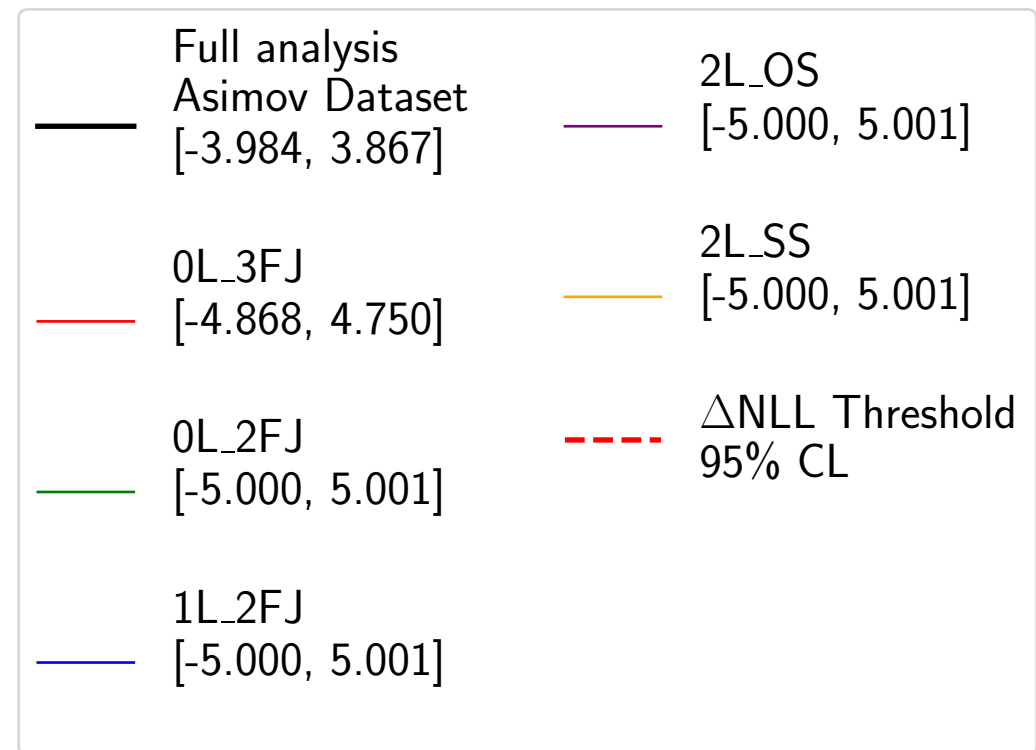 Full analysis
Asimov Dataset
[-3.984, 3.867]
0L_3FJ
[-4.868, 4.750]
0L_2FJ
[-5.000, 5.001]
1L_2FJ
[-5.000, 5.001]
2L_OS
[-5.000, 5.001]
2L_SS
[-5.000, 5.001]
ΔNLL Threshold
95% CL